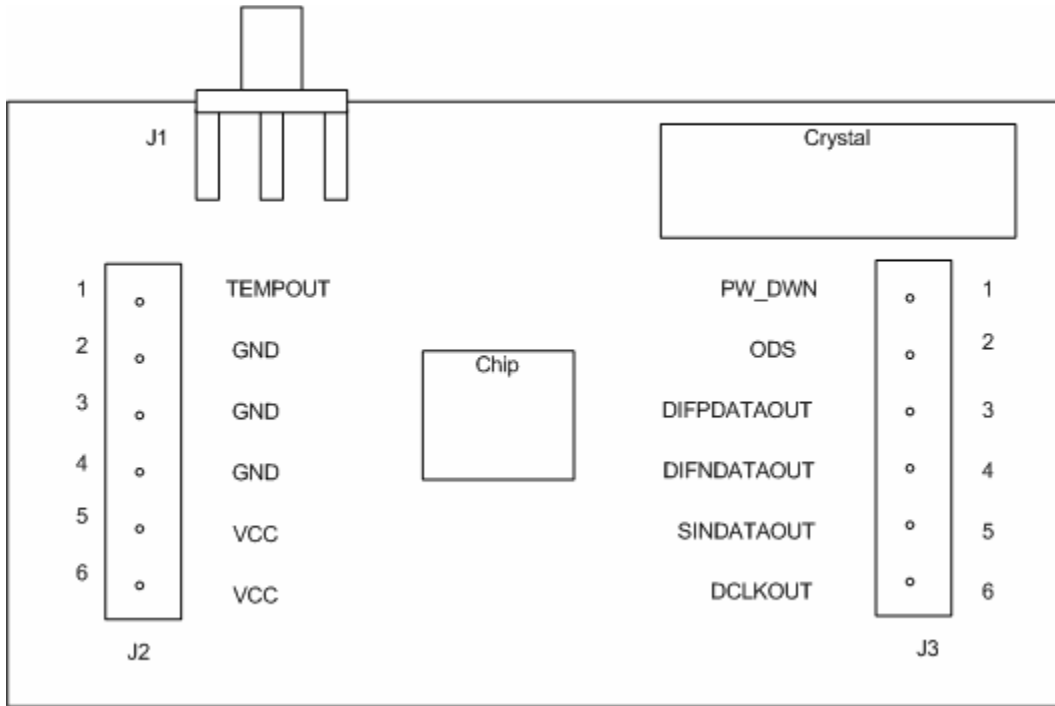 J1
Crystal
1 TEMPOUT PW_DWN 1
2 GND ODS 2
Chip
3 GND DIFPDATAOUT 3
4 GND DIFNDATAOUT 4
5 VCC SINDATAOUT 5
6 VCC DCLKOUT 6
J2 J3